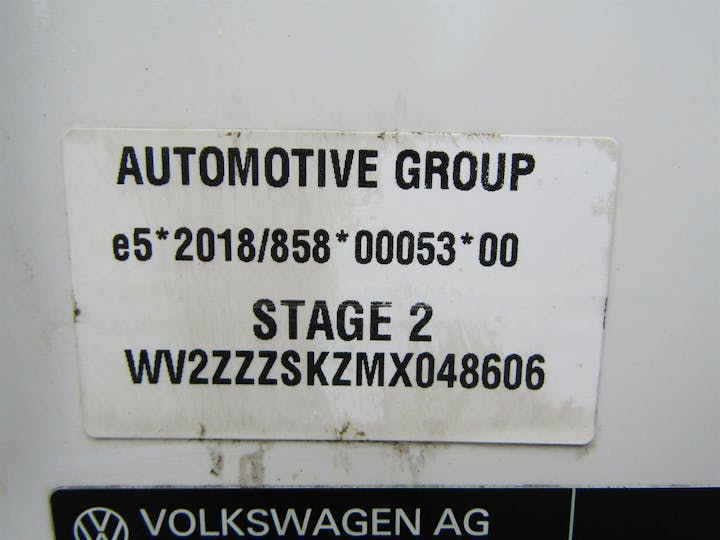 AUTOMOTIVE GROUP
e5*2018/858*00053*00
STAGE 2
WV2ZZZSKZMX048606
VOLKSWAGEN AG